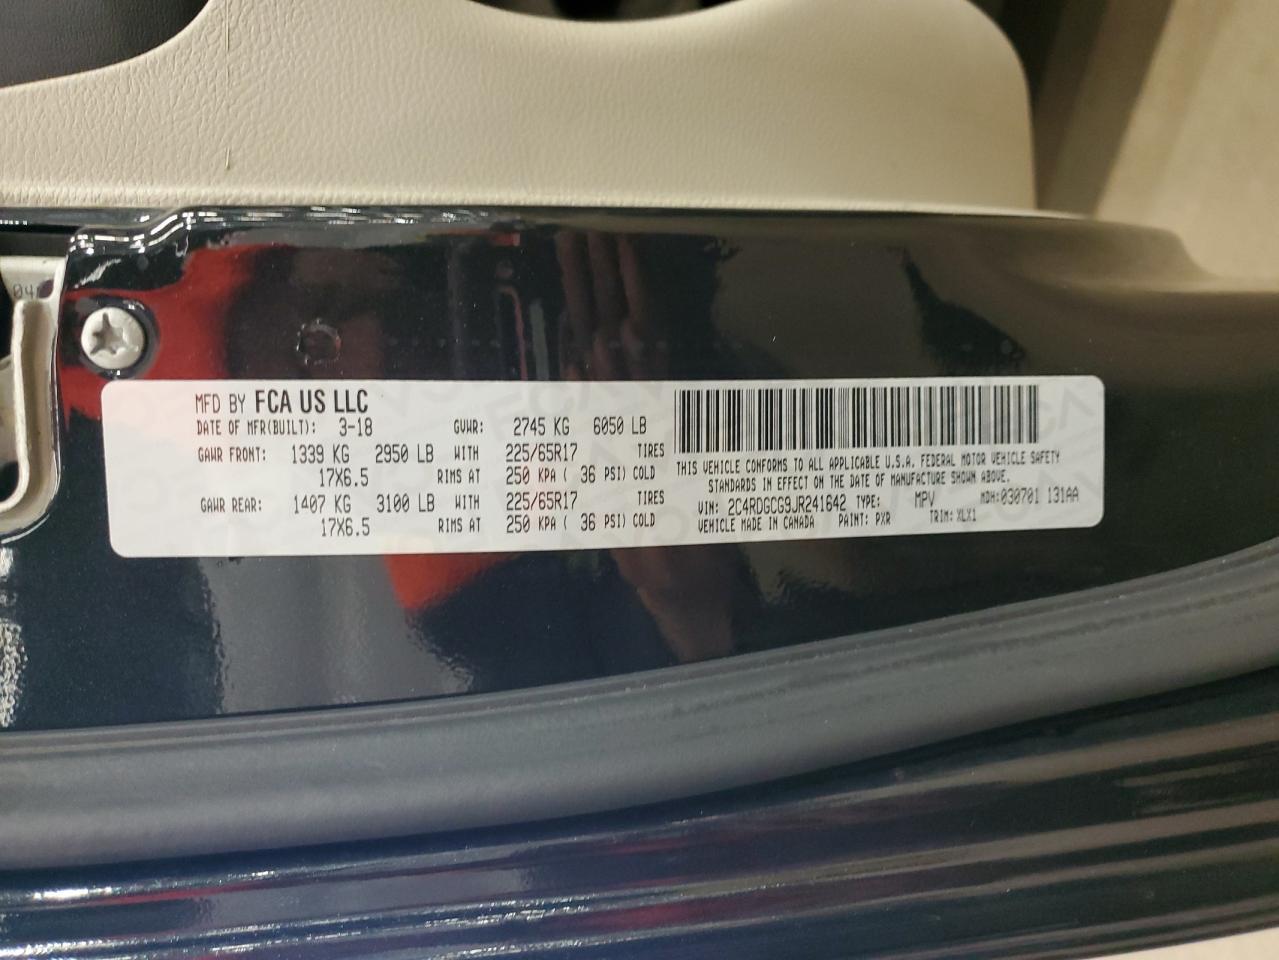 04
MFD BY FCA US LLC
DATE OF MFR(BUILT): 3-18 GVWR: 2745 KG 6050 LB
GAWR FRONT: 1339 KG 2950 LB WITH 225/65R17 TIRES
17X6.5 RIMS AT 250 KPA ( 36 PSI) COLD
GAWR REAR: 1407 KG 3100 LB WITH 225/65R17 TIRES
17X6.5 RIMS AT 250 KPA ( 36 PSI) COLD
THIS VEHICLE CONFORMS TO ALL APPLICABLE U.S.A. FEDERAL MOTOR VEHICLE SAFETY
STANDARDS IN EFFECT ON THE DATE OF MANUFACTURE SHOWN ABOVE.
VIN: 2C4RDGCG9JR241642 TYPE: MPV MDH:030701 131AA
VEHICLE MADE IN CANADA PAINT: PXR TRIM: XLX1